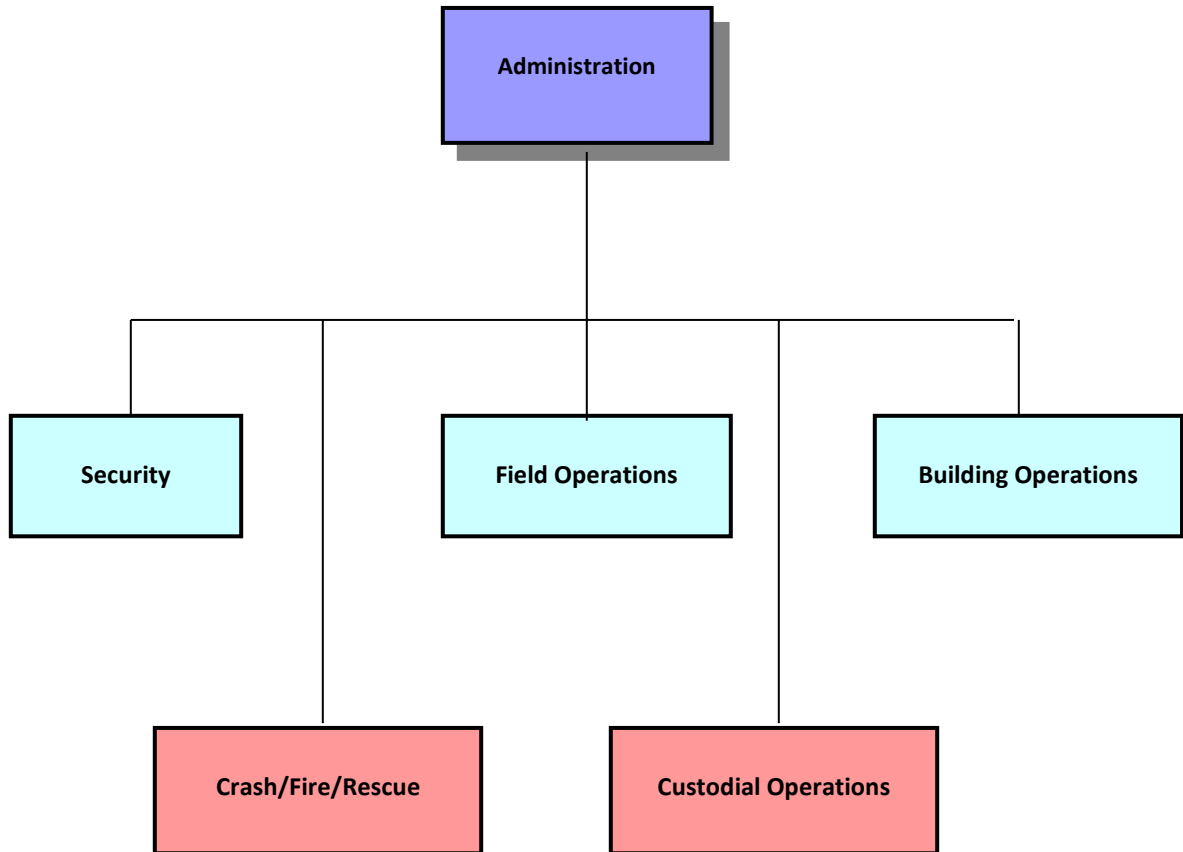 Administration
Security
Field Operations
Building Operations
Crash/Fire/Rescue
Custodial Operations